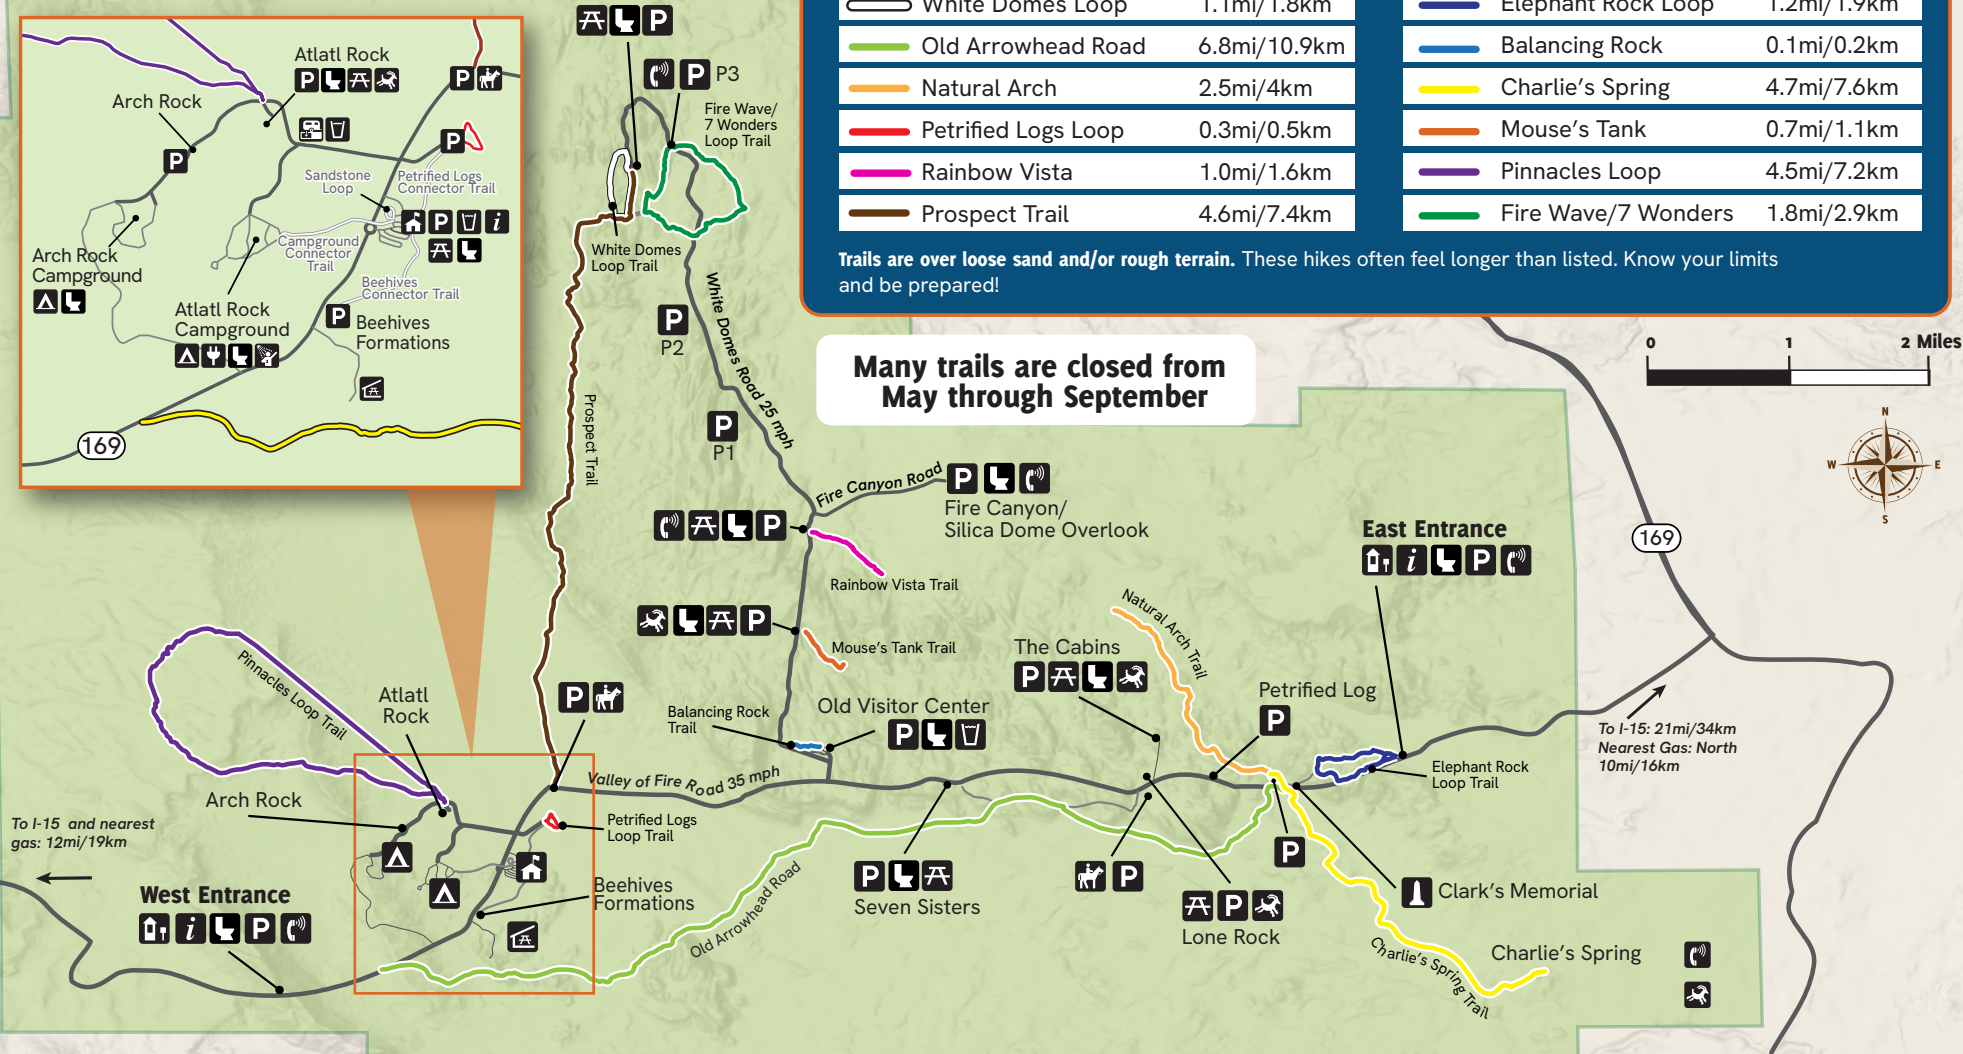 White Domes Loop 1.1mi/1.8km
Old Arrowhead Road 6.8mi/10.9km
Natural Arch 2.5mi/4km
Petrified Logs Loop 0.3mi/0.5km
Rainbow Vista 1.0mi/1.6km
Prospect Trail 4.6mi/7.4km
Elephant Rock Loop 1.2mi/1.9km
Balancing Rock 0.1mi/0.2km
Charlie's Spring 4.7mi/7.6km
Mouse's Tank 0.7mi/1.1km
Pinnacles Loop 4.5mi/7.2km
Fire Wave/7 Wonders 1.8mi/2.9km
Trails are over loose sand and/or rough terrain. These hikes often feel longer than listed. Know your limits
and be prepared!
Many trails are closed from
May through September
0 1 2 Miles
N
W E
S
169
Atlatl Rock
P
P
Arch Rock
P
P
Sandstone
Loop
Petrified Logs
Connector Trail
P i
Campground
Connector
Trail
Arch Rock
Campground
Beehives
Connector Trail
Atlatl Rock
Campground
P
Beehives
Formations
169
P
P P3
Fire Wave/
7 Wonders
Loop Trail
White Domes
Loop Trail
P
P2
White Domes Road 25 mph
P
P1
Prospect Trail
Fire Canyon Road
P
Fire Canyon/
Silica Dome Overlook
P
Rainbow Vista Trail
P
Mouse's Tank Trail
East Entrance
i P
Natural Arch Trail
The Cabins
P
Petrified Log
P
To I-15: 21mi/34km
Nearest Gas: North
10mi/16km
Elephant Rock
Loop Trail
Pinnacles Loop Trail
Atlatl
Rock
P
Balancing Rock
Trail
Old Visitor Center
P
Valley of Fire Road 35 mph
Arch Rock
Petrified Logs
Loop Trail
To I-15 and nearest
gas: 12mi/19km
West Entrance
i P
Beehives
Formations
Old Arrowhead Road
P
Seven Sisters
P
P
Lone Rock
P
Clark's Memorial
Charlie's Spring Trail
Charlie's Spring